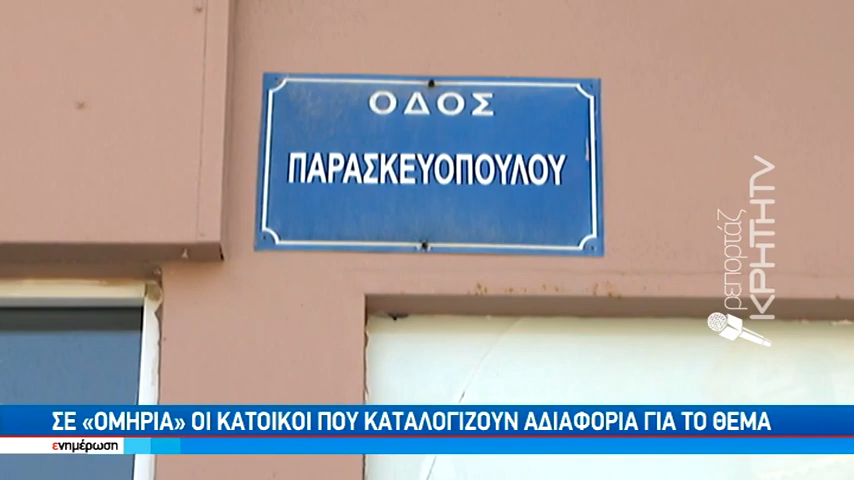 ΟΔΟΣ
ΠΑΡΑΣΚΕΥΟΠΟΥΛΟΥ
ρεπορτάζ
ΚΡΗΤΗTV
ΣΕ «ΟΜΗΡΙΑ» ΟΙ ΚΑΤΟΙΚΟΙ ΠΟΥ ΚΑΤΑΛΟΓΙΖΟΥΝ ΑΔΙΑΦΟΡΙΑ ΓΙΑ ΤΟ ΘΕΜΑ
ενημέρωση